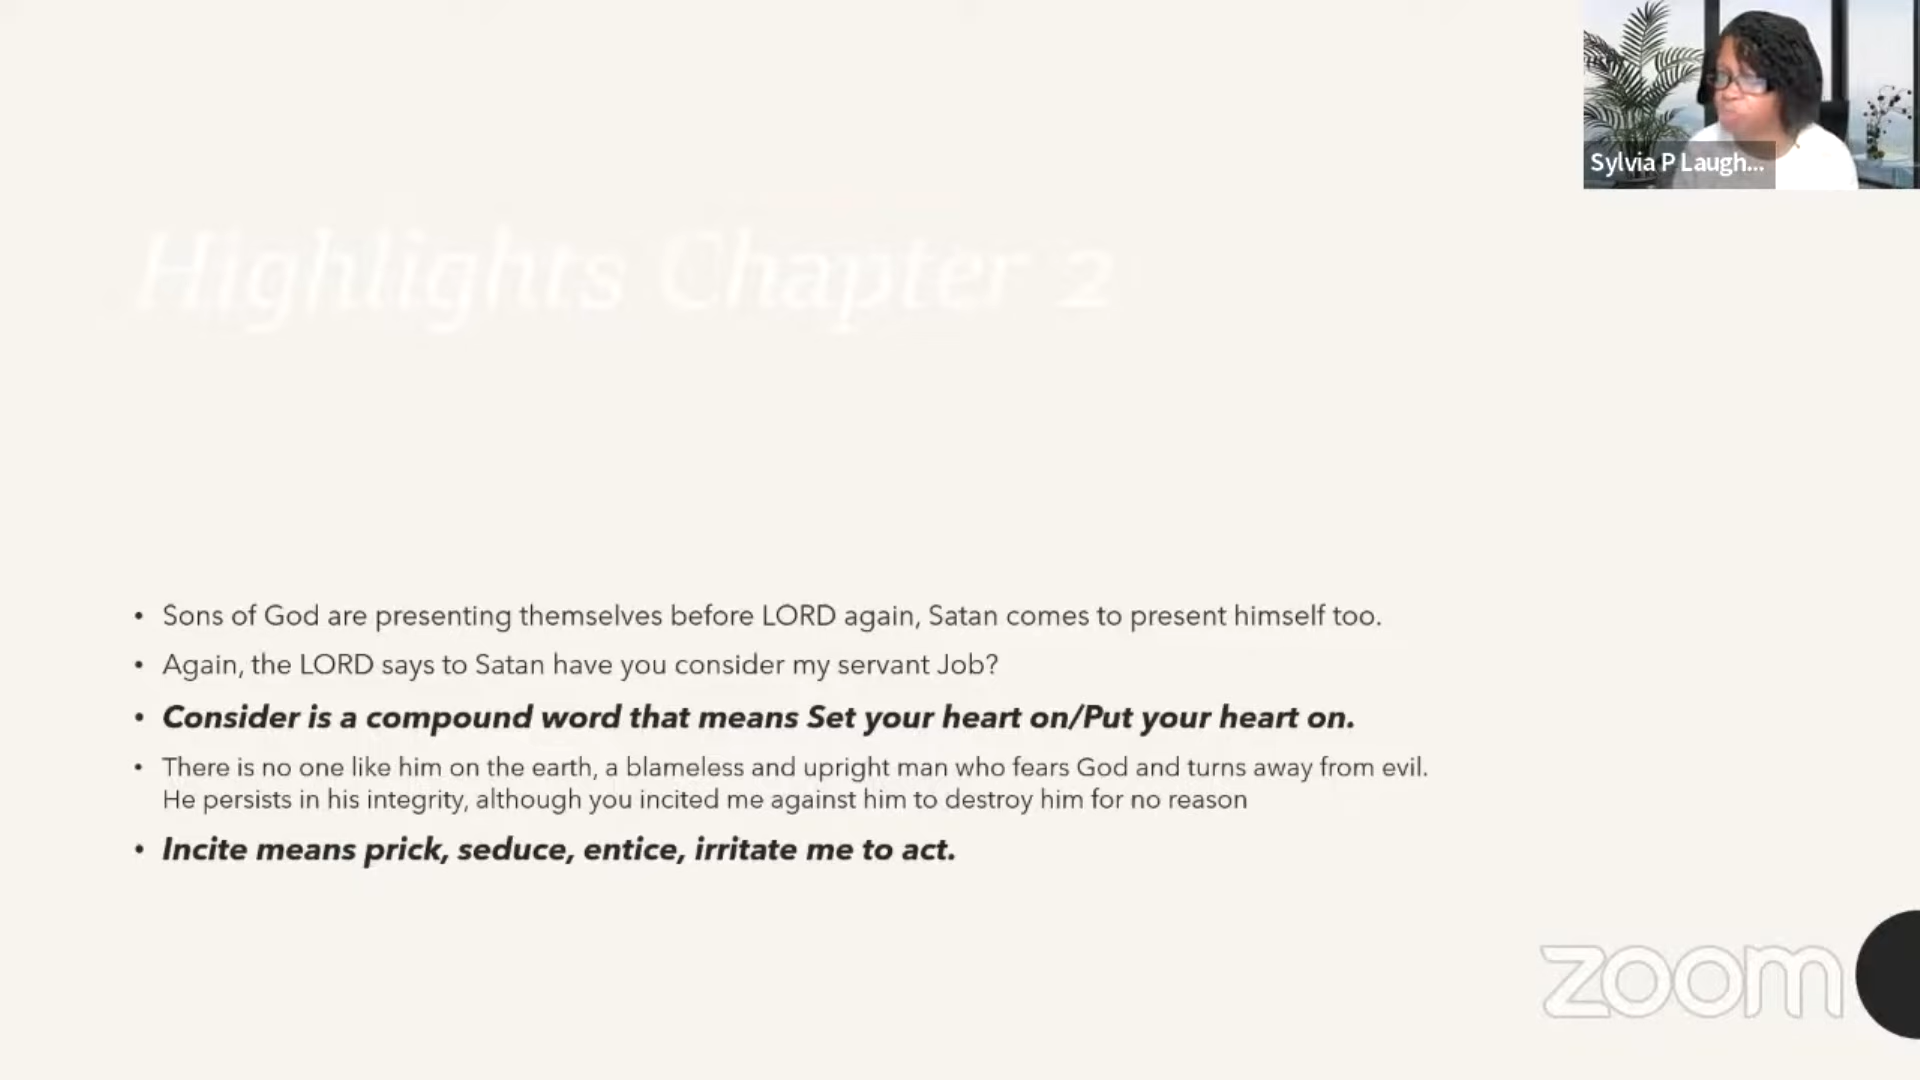 Sylvia P Laugh...
Highlights Chapter 2
• Sons of God are presenting themselves before LORD again, Satan comes to present himself too.
• Again, the LORD says to Satan have you consider my servant Job?
• Consider is a compound word that means Set your heart on/Put your heart on.
• There is no one like him on the earth, a blameless and upright man who fears God and turns away from evil.
He persists in his integrity, although you incited me against him to destroy him for no reason
• Incite means prick, seduce, entice, irritate me to act.
zoom